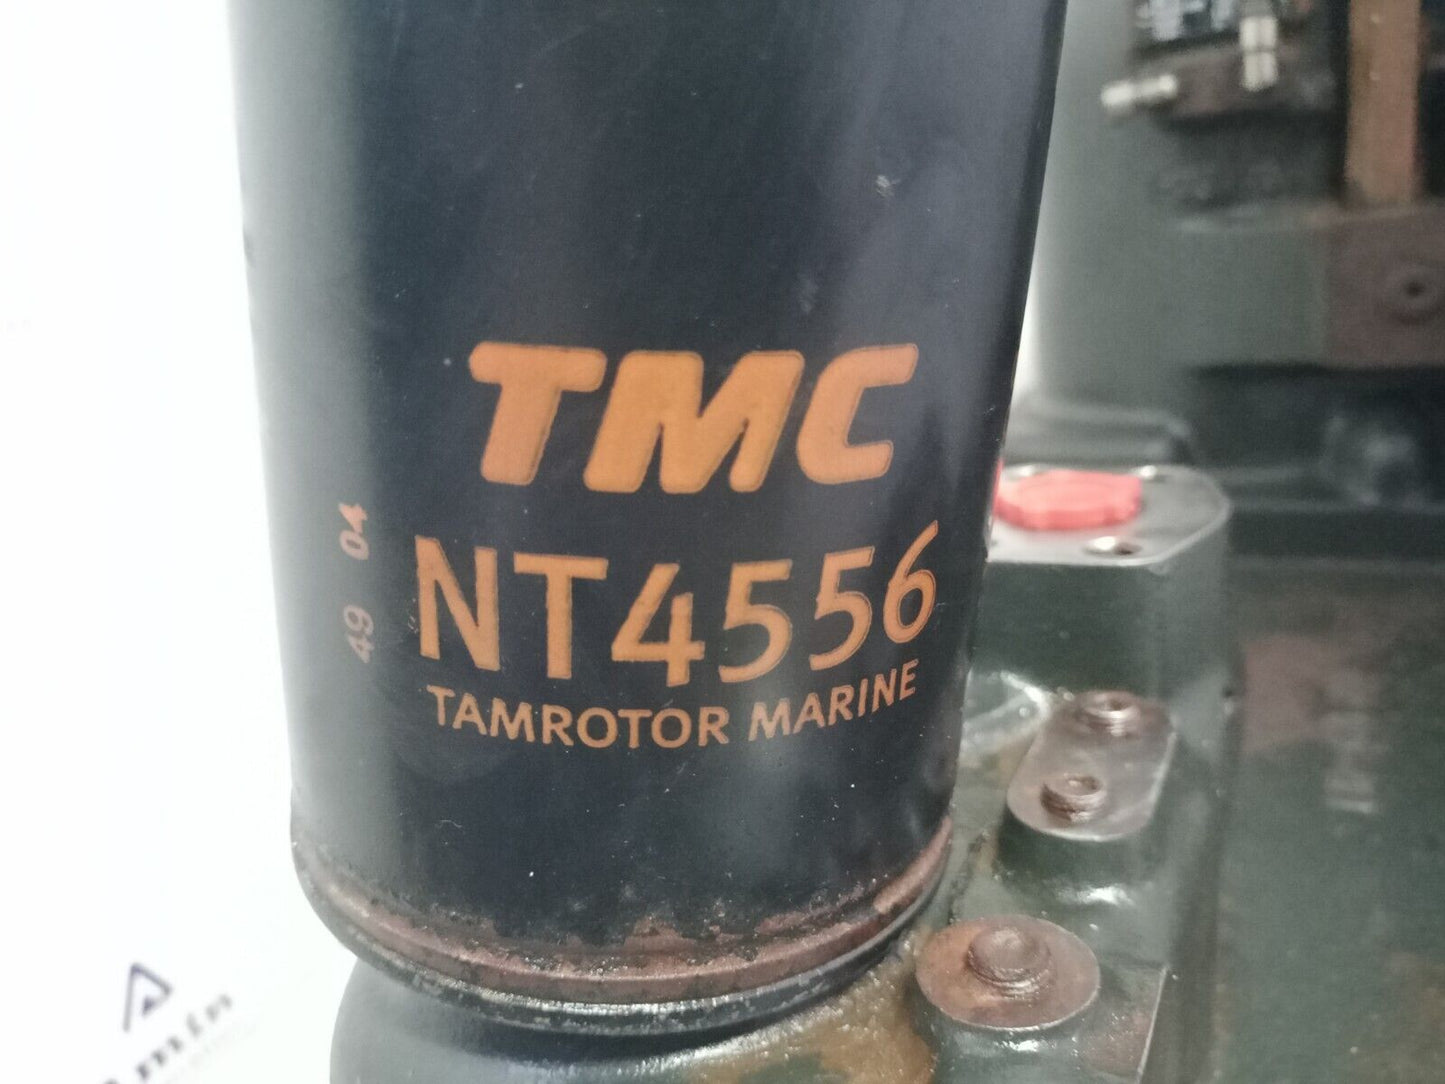 TMC
NT4556
TAMROTOR MARINE
49 04